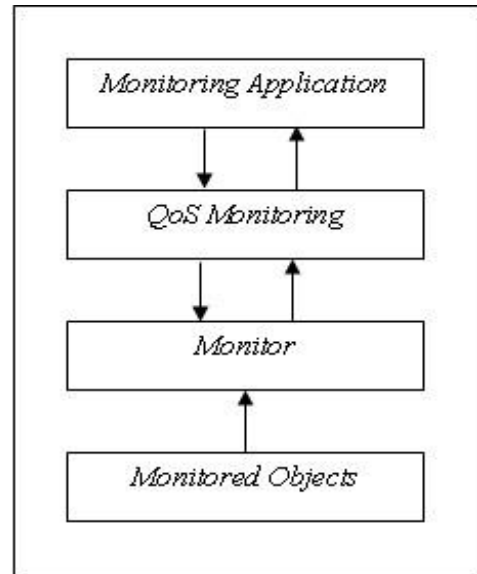 Monitoring Application
QoS Monitoring
Monitor
Monitored Objects